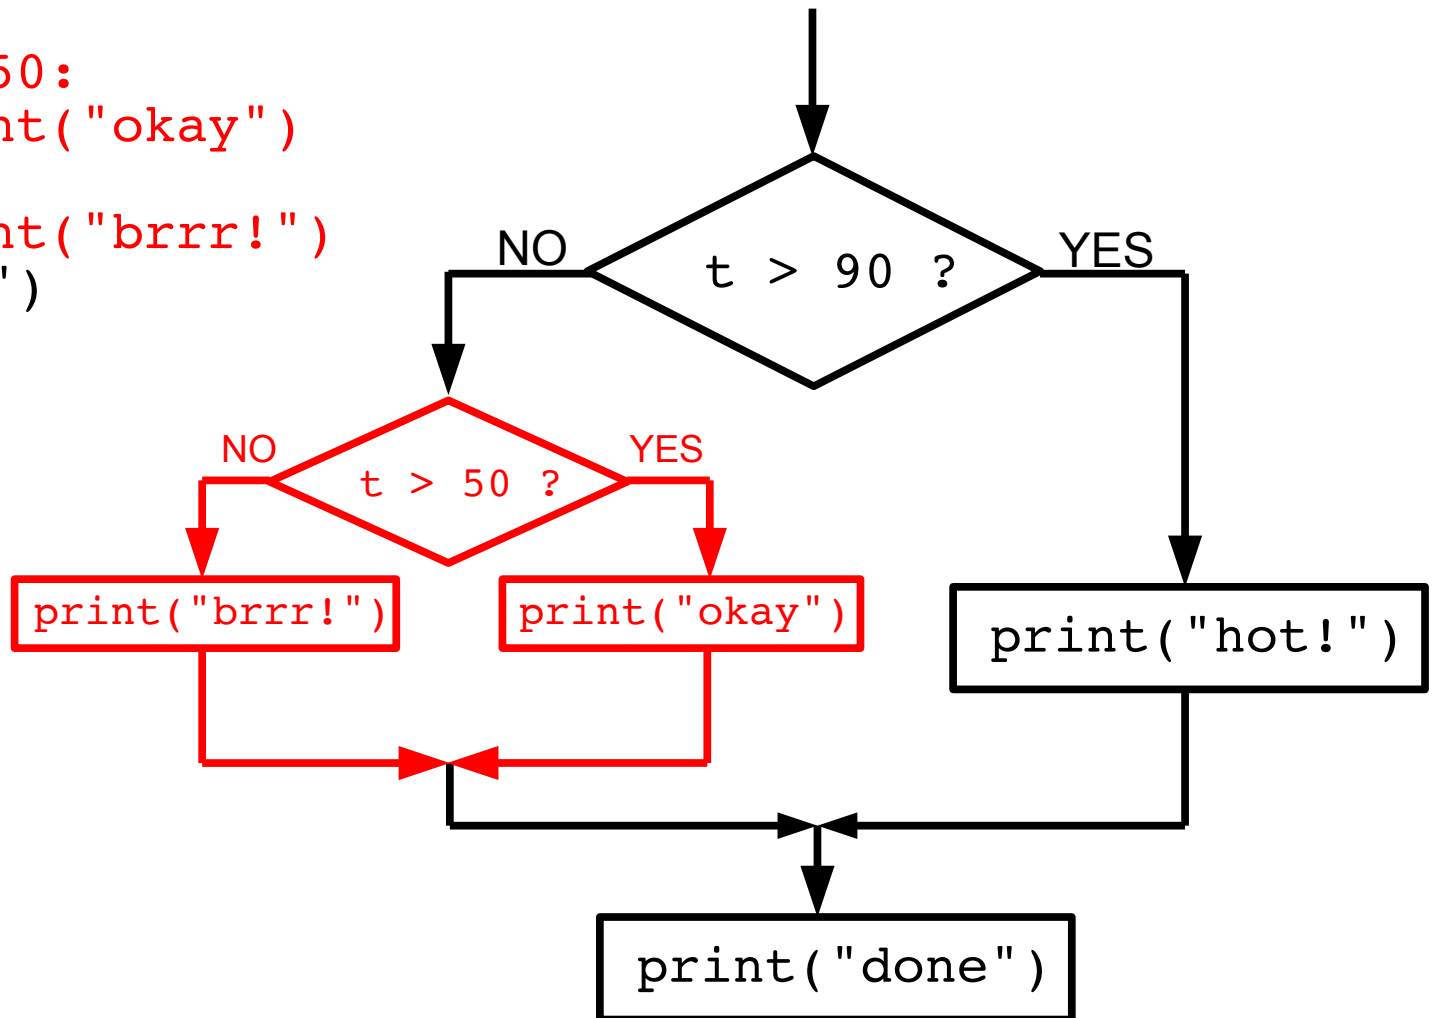 50:
nt("okay")
nt("brrr!")
")
NO
t > 90 ?
YES
NO
t > 50 ?
YES
print("brrr!")
print("okay")
print("hot!")
print("done")